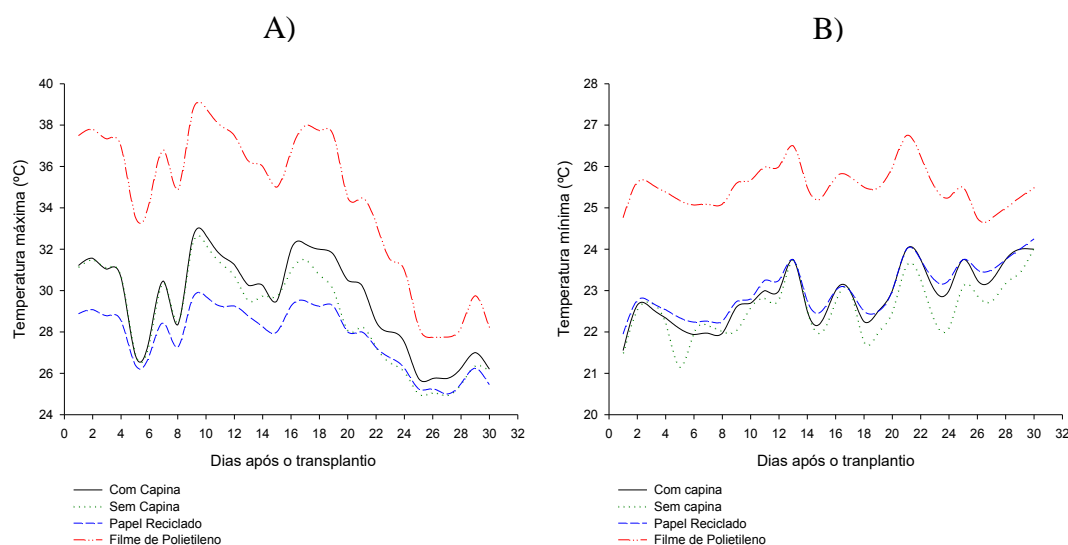 A)
Temperatura máxima (ºC)
40
38
36
34
32
30
28
26
24
0 2 4 6 8 10 12 14 16 18 20 22 24 26 28 30 32
Dias após o transplantio
Com Capina
Sem Capina
Papel Reciclado
Filme de Polietileno
B)
Temperatura mínima (ºC)
28
27
26
25
24
23
22
21
20
0 2 4 6 8 10 12 14 16 18 20 22 24 26 28 30 32
Dias após o tranplantio
Com capina
Sem capina
Papel Reciclado
Filme de Polietileno